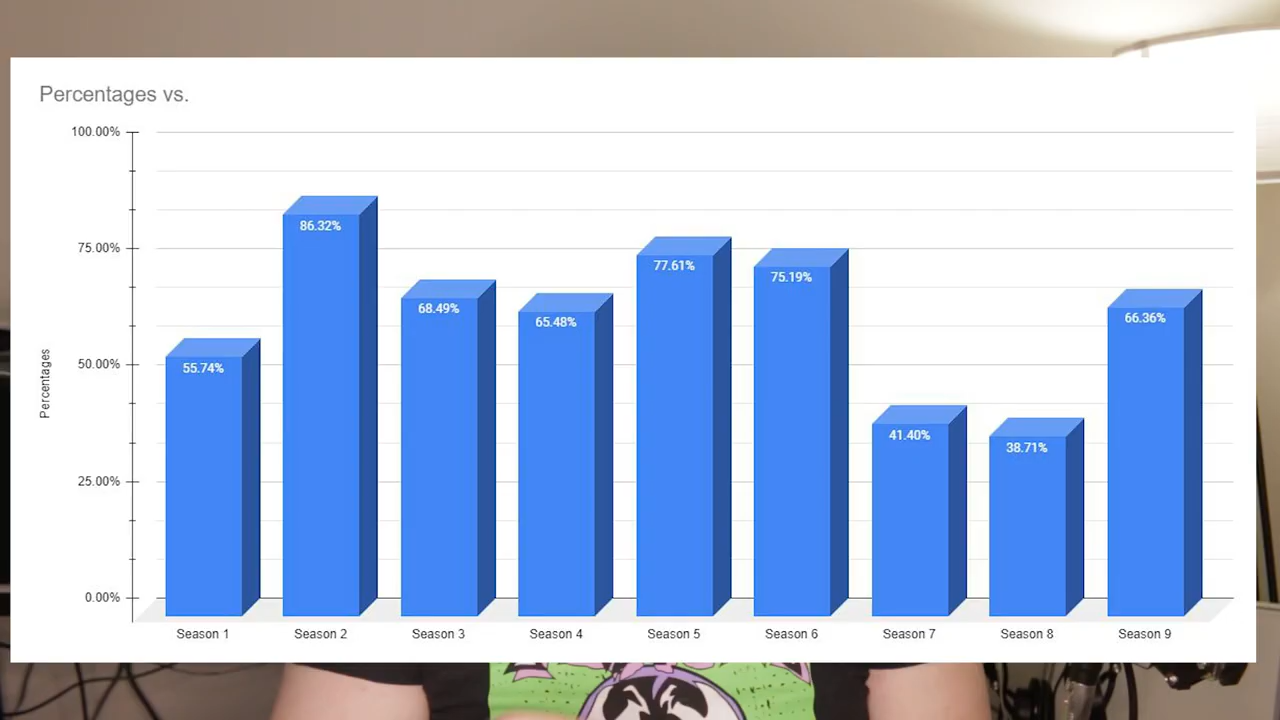 Percentages vs.
100.00%
75.00%
50.00%
25.00%
0.00%
Percentages
55.74%
86.32%
68.49%
65.48%
77.61%
75.19%
41.40%
38.71%
66.36%
Season 1
Season 2
Season 3
Season 4
Season 5
Season 6
Season 7
Season 8
Season 9